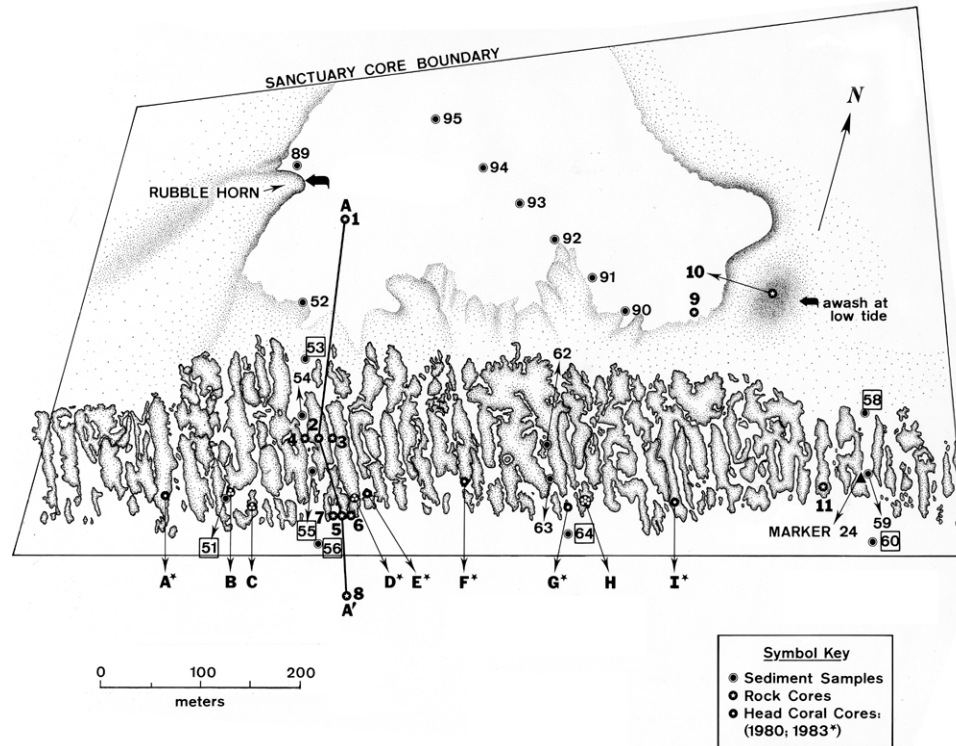 SANCTUARY CORE BOUNDARY
N
95
89
94
RUBBLE HORN
93
A
1
92
10
91
9
awash at
low tide
52
90
53
62
54
58
2
4
3
11
7
5
6
55
56
63
64
MARKER 24
59
60
51
A*
B
C
D*
E*
F*
G*
H
I*
8
A'
0
100
200
meters
Symbol Key
Sediment Samples
Rock Cores
Head Coral Cores:
(1980; 1983*)